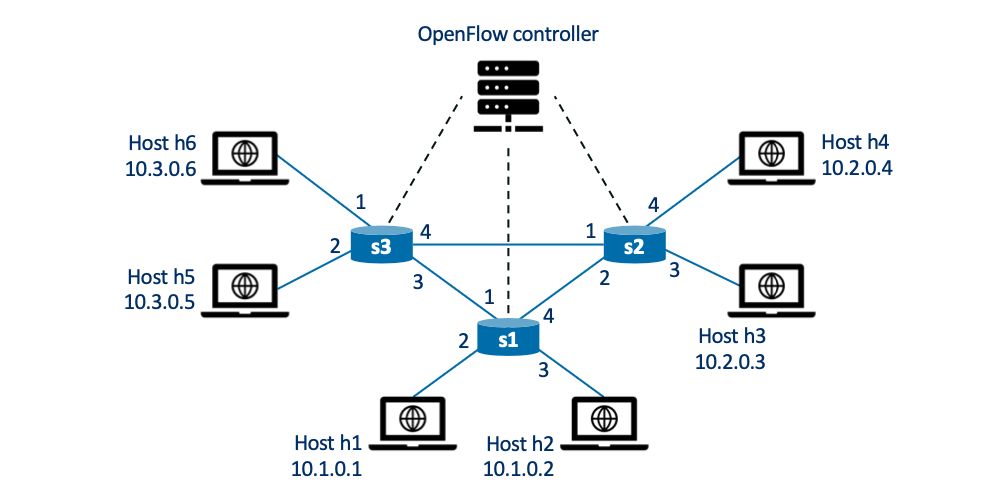 OpenFlow controller
Host h6
10.3.0.6
Host h4
10.2.0.4
1
4
2
s3
4
1
s2
3
3
2
Host h5
10.3.0.5
1
4
2
s1
3
Host h3
10.2.0.3
Host h1
10.1.0.1
Host h2
10.1.0.2